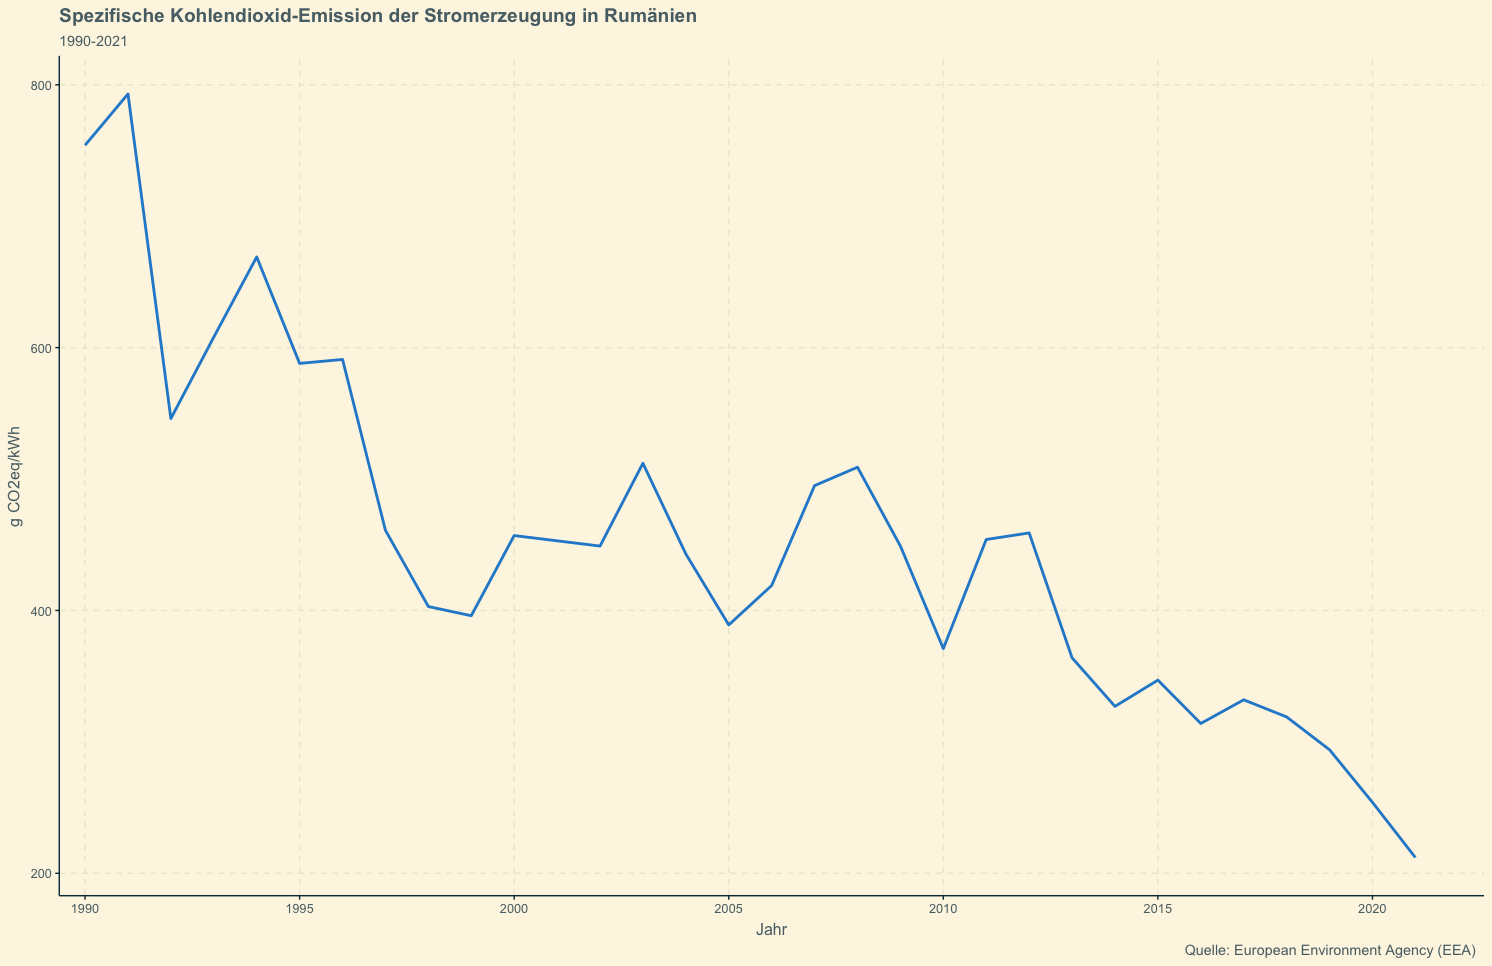 Spezifische Kohlendioxid-Emission der Stromerzeugung in Rumänien
1990-2021
800
600
400
200
g CO2eq/kWh
1990 1995 2000 2005 2010 2015 2020
Jahr
Quelle: European Environment Agency (EEA)